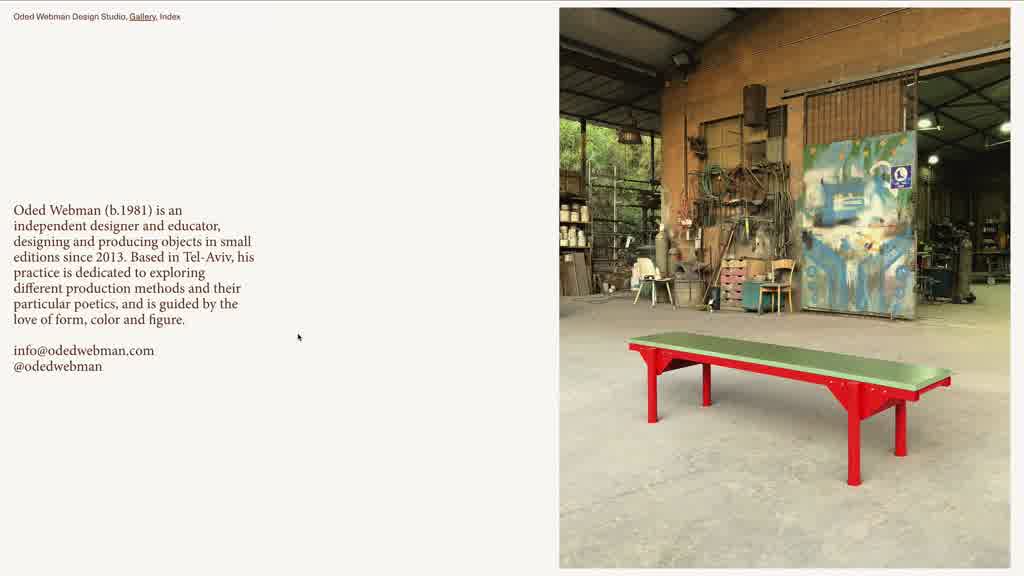 Oded Webman Design Studio, Gallery, Index
Oded Webman (b.1981) is an
independent designer and educator,
designing and producing objects in small
editions since 2013. Based in Tel-Aviv, his
practice is dedicated to exploring
different production methods and their
particular poetics, and is guided by the
love of form, color and figure.
info@odedwebman.com
@odedwebman